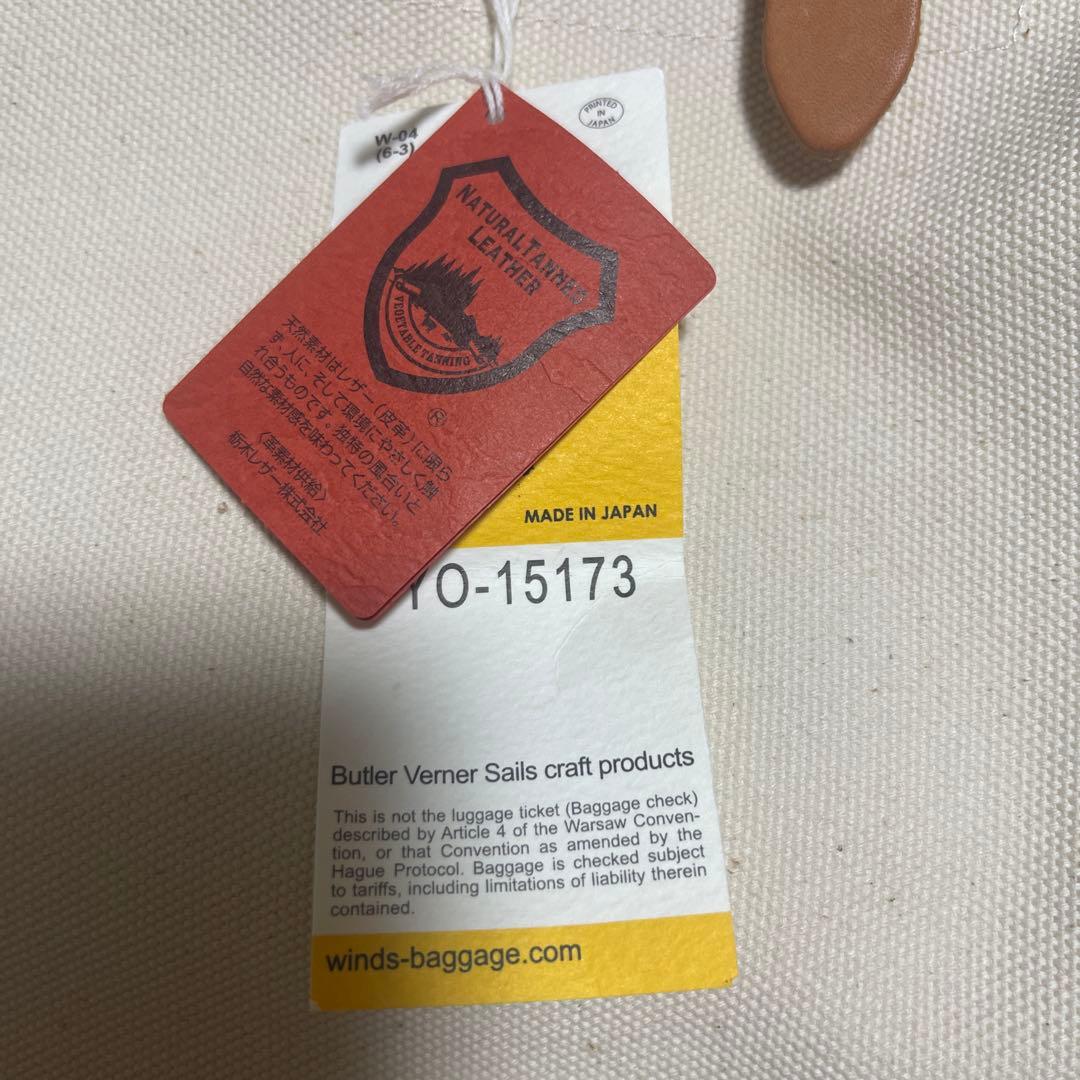 W-04
(6-3)
PRINTED
IN
JAPAN
NATURAL TANNED
LEATHER
VEGETABLE TANNING
®
天然素材はレザー(皮革)に限ら
ず、人に、そして環境にやさしく触
れ合うものです。独特の風合いと
自然な素材感を味わってください。
〈革素材供給〉
栃木レザー株式会社
MADE IN JAPAN
YO-15173
Butler Verner Sails craft products
This is not the luggage ticket (Baggage check)
described by Article 4 of the Warsaw Conven-
tion, or that Convention as amended by the
Hague Protocol. Baggage is checked subject
to tariffs, including limitations of liability therein
contained.
winds-baggage.com